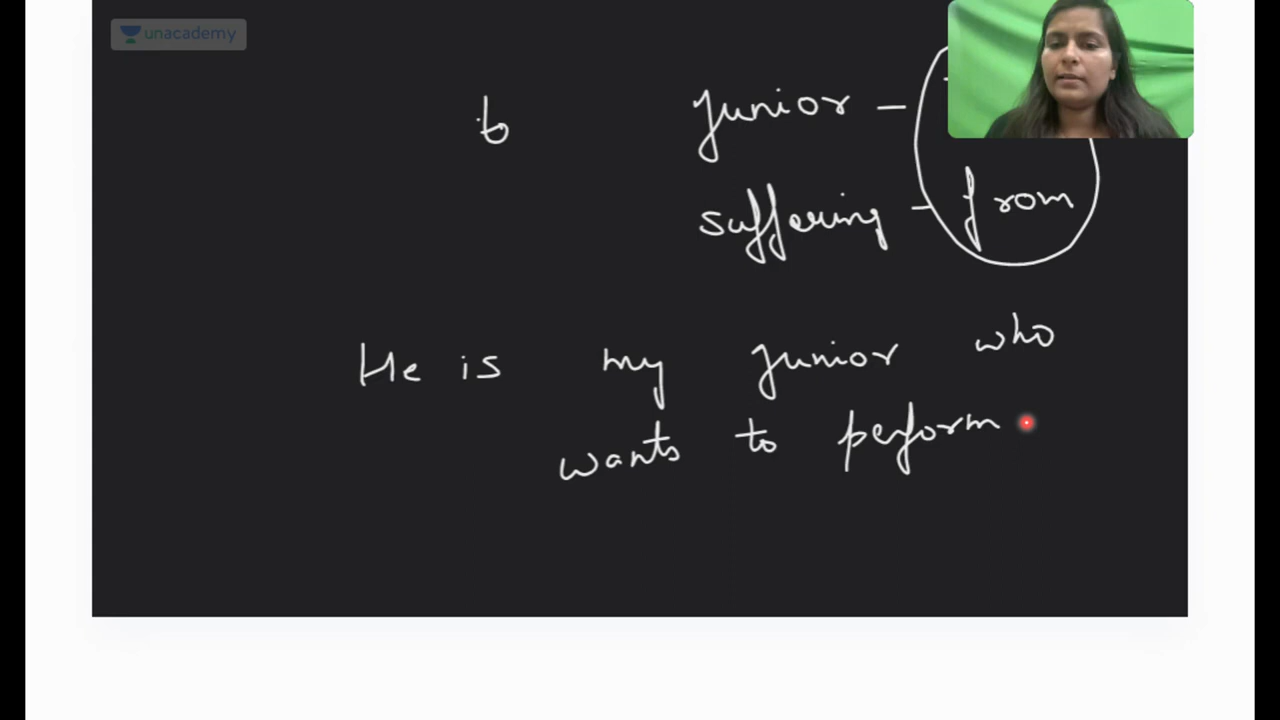 unacademy
to junior -
suffering - from
He is my junior who
wants to perform